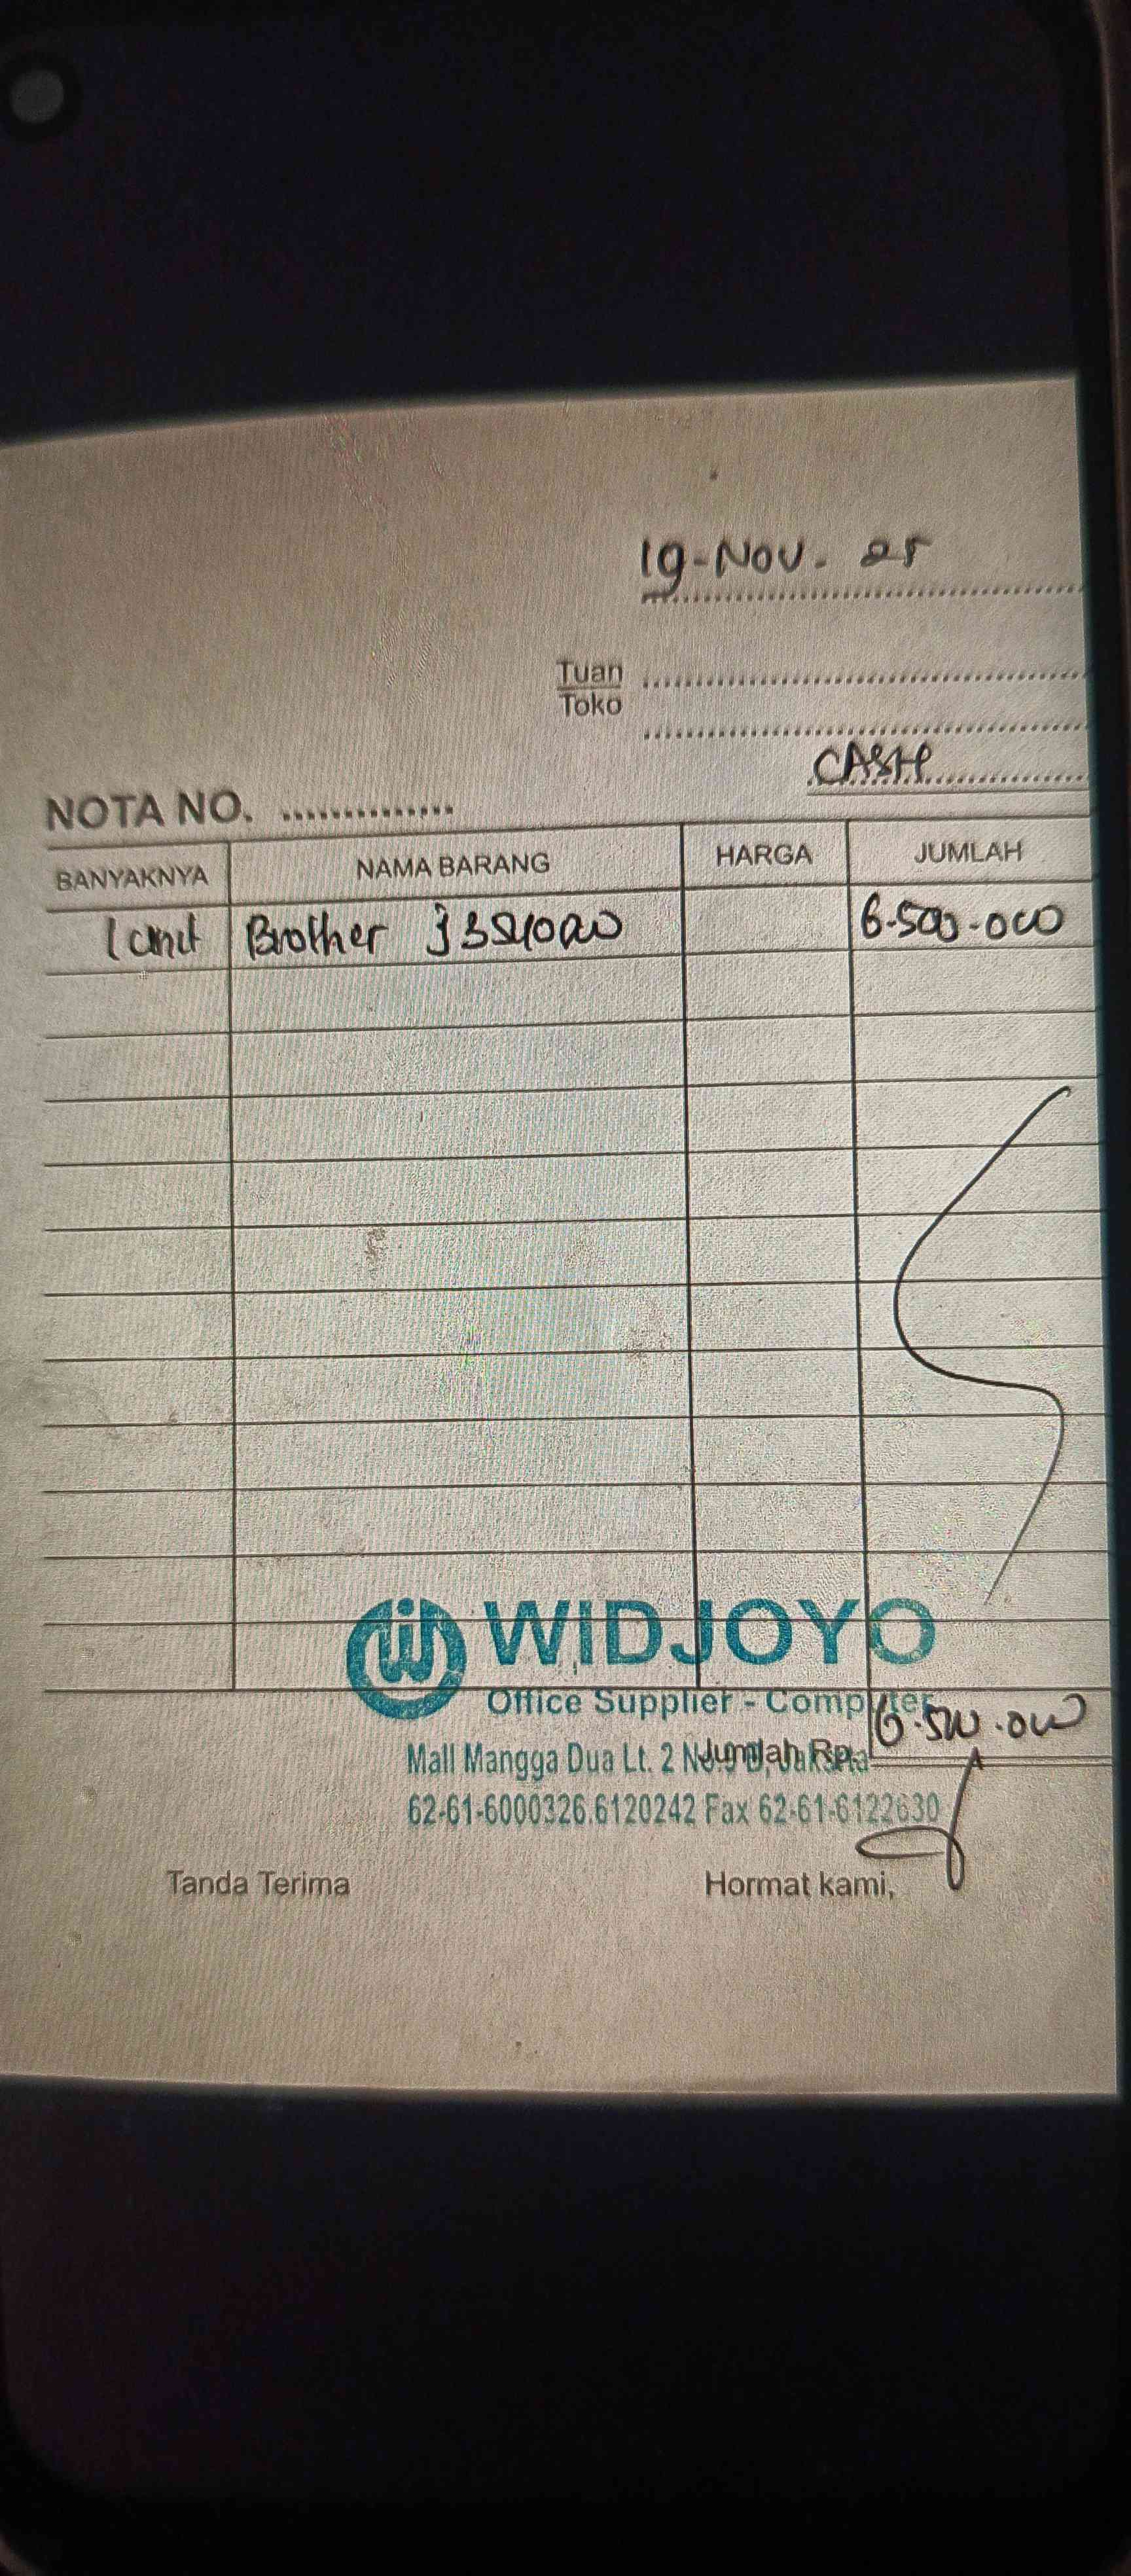 19-NOV. 25
Tuan
Toko
CASH
NOTA NO. ..............
BANYAKNYA NAMA BARANG HARGA JUMLAH
1 unit Brother 6.500.000
WIDJOYO
Office Supplier - Computer
6.500.000
Jumlah Rp.
Mall Mangga Dua Lt. 2
62-61-6000326.6120242 Fax 62-61-6122630
Tanda Terima Hormat kami,